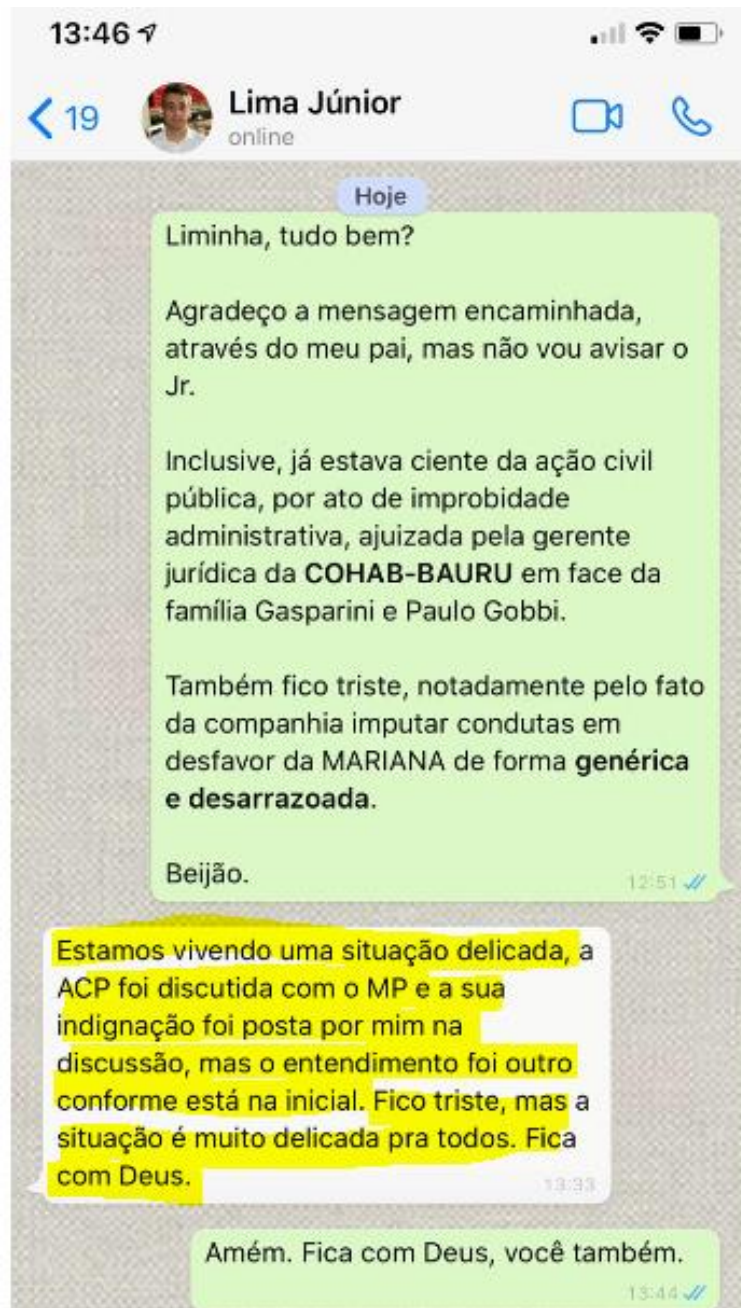 13:46
19
Lima Júnior
online
Hoje
Liminha, tudo bem?
Agradeço a mensagem encaminhada,
através do meu pai, mas não vou avisar o
Jr.
Inclusive, já estava ciente da ação civil
pública, por ato de improbidade
administrativa, ajuizada pela gerente
jurídica da COHAB-BAURU em face da
família Gasparini e Paulo Gobbi.
Também fico triste, notadamente pelo fato
da companhia imputar condutas em
desfavor da MARIANA de forma genérica
e desarrazoada.
Beijão.
12:51
Estamos vivendo uma situação delicada, a
ACP foi discutida com o MP e a sua
indignação foi posta por mim na
discussão, mas o entendimento foi outro
conforme está na inicial. Fico triste, mas a
situação é muito delicada pra todos. Fica
com Deus.
13:33
Amém. Fica com Deus, você também.
13:44